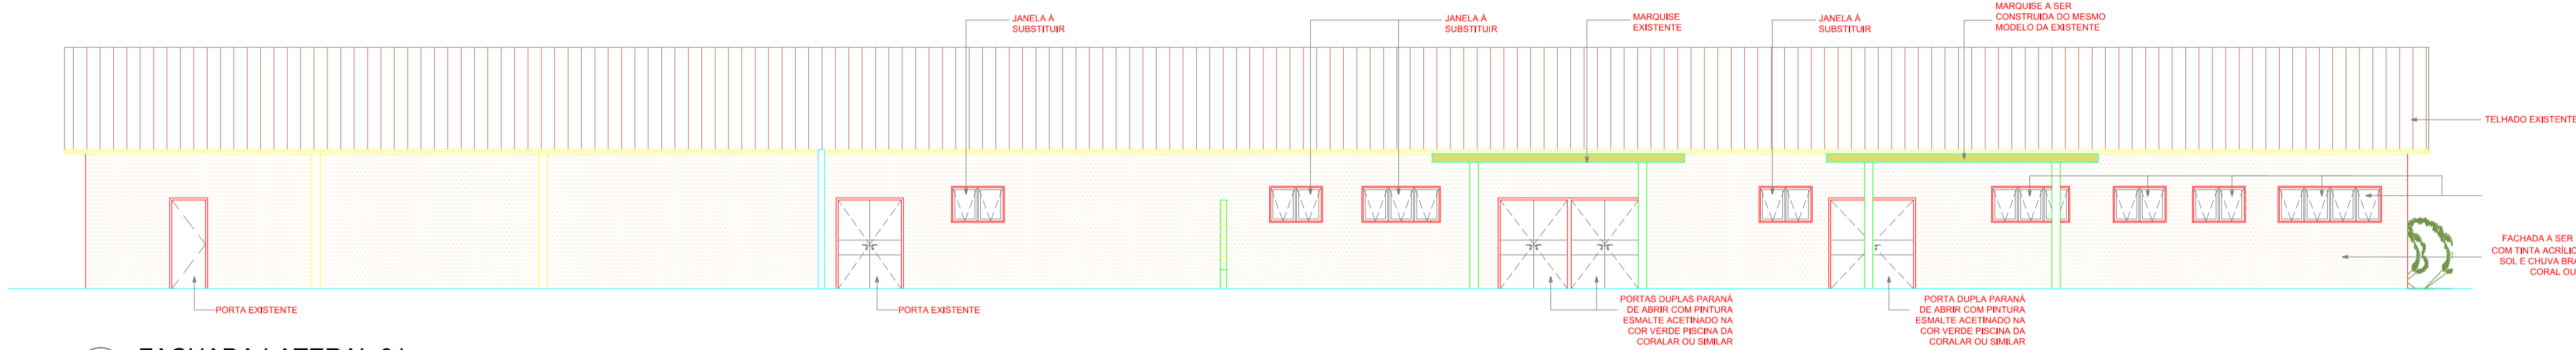 JANELA À
SUBSTITUIR
JANELA À
SUBSTITUIR
MARQUISE
EXISTENTE
JANELA À
SUBSTITUIR
MARQUISE A SER
CONSTRUIDA DO MESMO
MODELO DA EXISTENTE
TELHADO EXISTENTE
FACHADA A SER
COM TINTA ACRÍLIC
SOL E CHUVA BRA
CORAL OU
PORTA EXISTENTE
PORTA EXISTENTE
PORTAS DUPLAS PARANÁ
DE ABRIR COM PINTURA
ESMALTE ACETINADO NA
COR VERDE PISCINA DA
CORALAR OU SIMILAR
PORTA DUPLA PARANÁ
DE ABRIR COM PINTURA
ESMALTE ACETINADO NA
COR VERDE PISCINA DA
CORALAR OU SIMILAR
FACHADA LATERAL 01